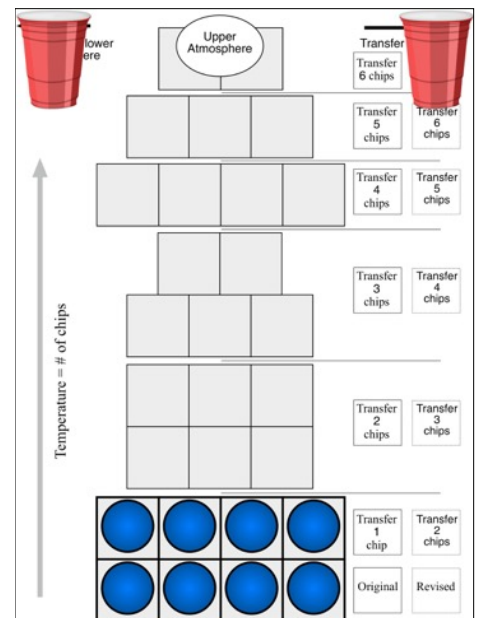 lower
ere
Upper
Atmosphere
Transfer
Transfer
6 chips
Transfer
5
chips
Transfer
6
chips
Transfer
4
chips
Transfer
5
chips
Transfer
3
chips
Transfer
4
chips
Temperature = # of chips
Transfer
2
chips
Transfer
3
chips
Transfer
1
chip
Transfer
2
chips
Original
Revised